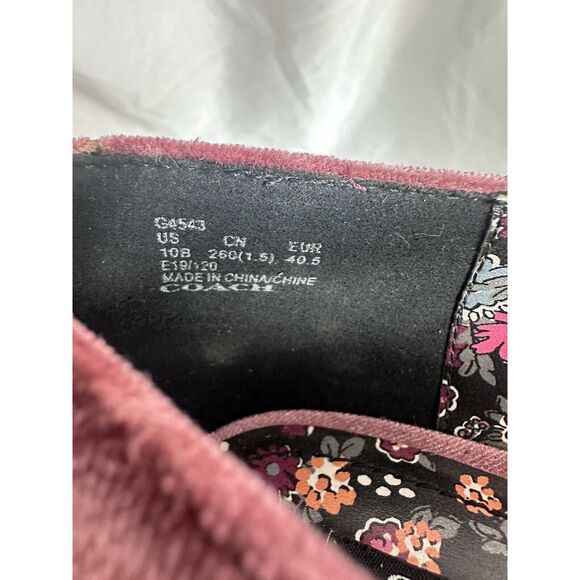 G4543
US CN EUR
10B 260(1.5) 40.5
E19/120
MADE IN CHINA/CHINE
COACH